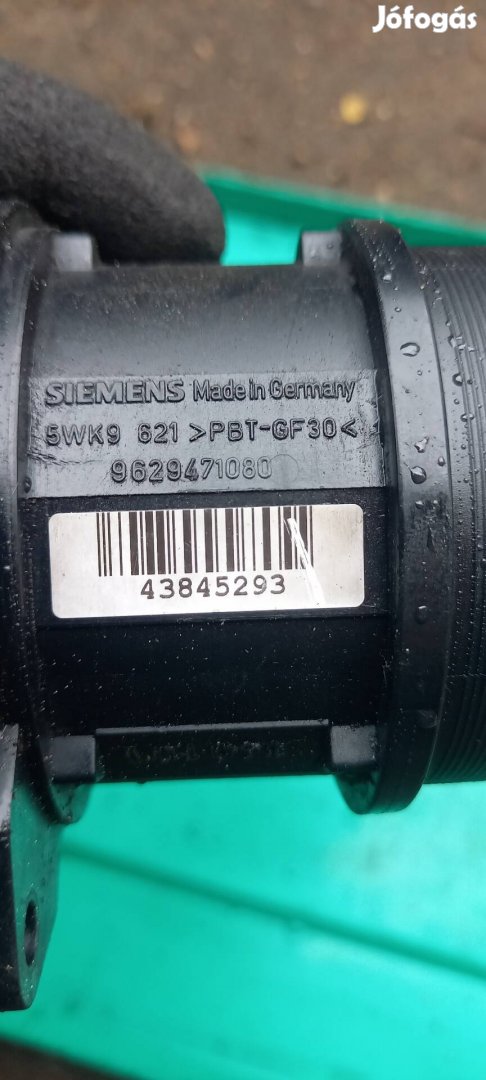 Jófogás
SIEMENS Made in Germany
5WK9 621 >PBT-GF30<
9629471080
43845293